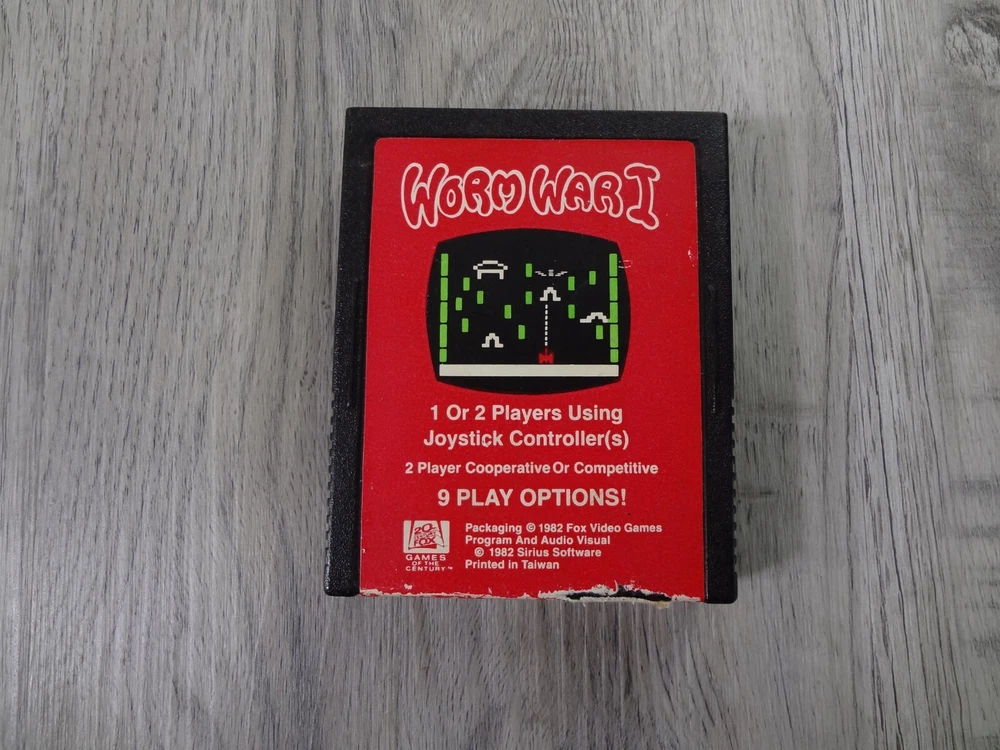 WORM WAR I
1 Or 2 Players Using
Joystick Controller(s)
2 Player Cooperative Or Competitive
9 PLAY OPTIONS!
20th
CENTURY
FOX
GAMES
OF THE
CENTURY™
Packaging © 1982 Fox Video Games
Program And Audio Visual
© 1982 Sirius Software
Printed in Taiwan